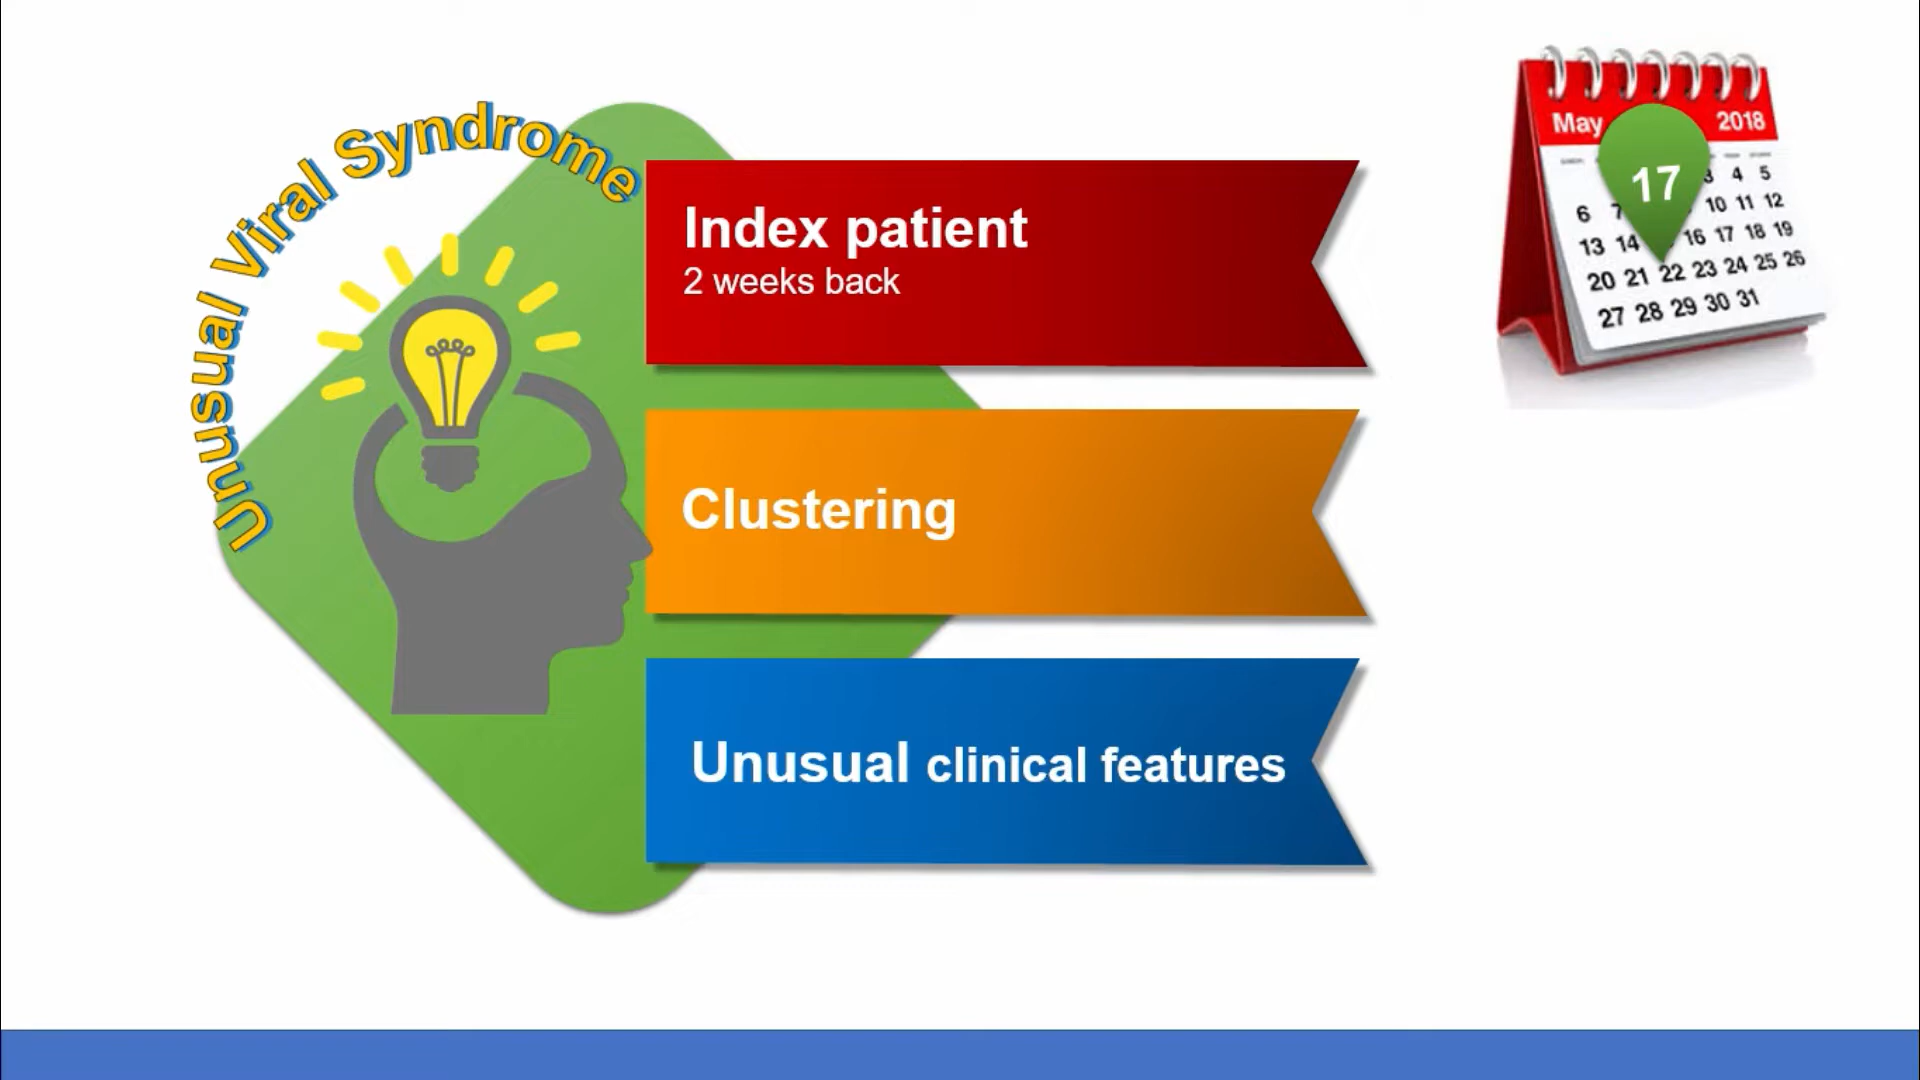 Unusual Viral Syndrome
Index patient
2 weeks back
Clustering
Unusual clinical features
May 2018
17
3 4 5
6 7 10 11 12
13 14 16 17 18 19
20 21 22 23 24 25 26
27 28 29 30 31